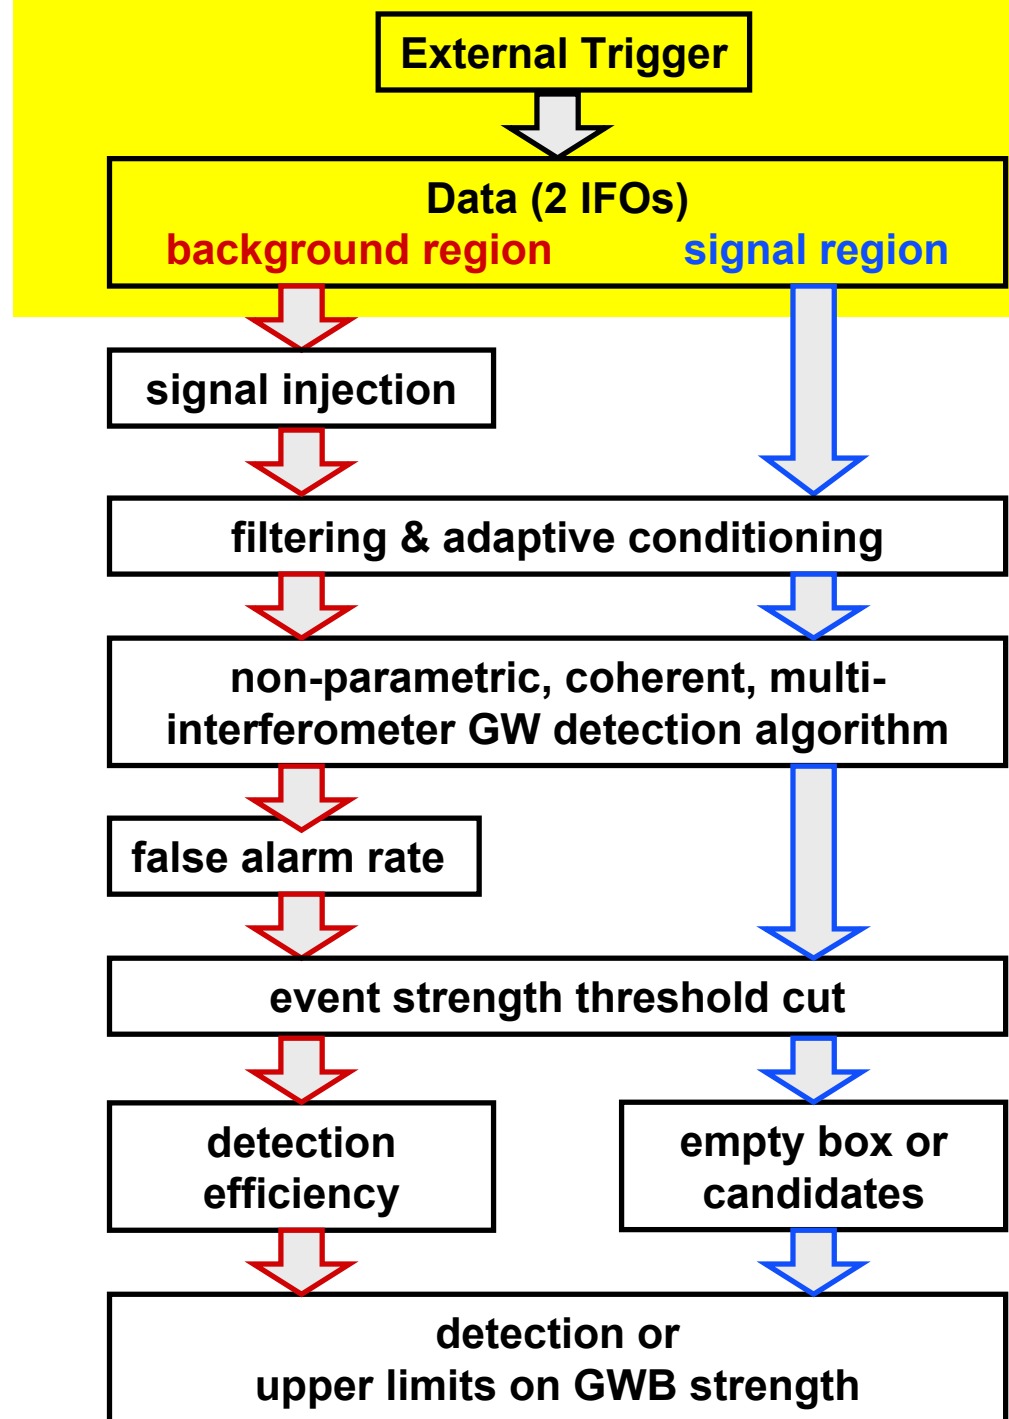 External Trigger
Data (2 IFOs)
background region signal region
signal injection
filtering & adaptive conditioning
non-parametric, coherent, multi-
interferometer GW detection algorithm
false alarm rate
event strength threshold cut
detection
efficiency
empty box or
candidates
detection or
upper limits on GWB strength